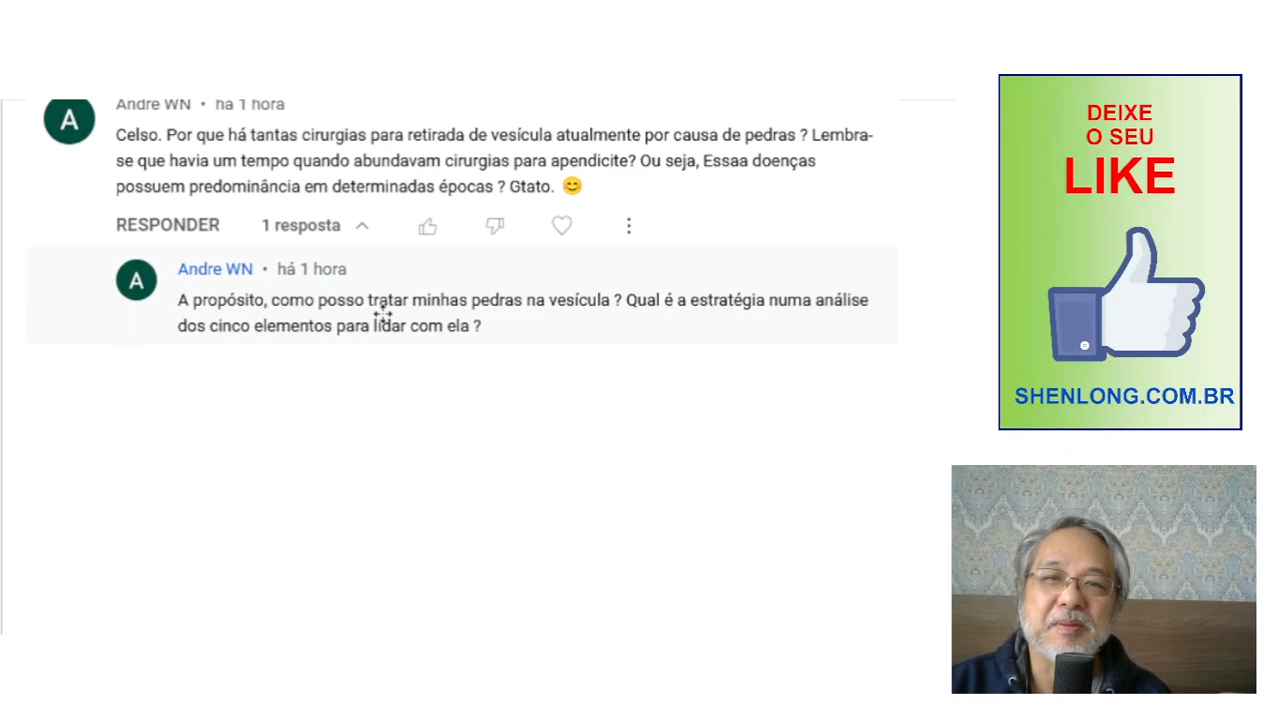 Andre WN • há 1 hora
A
Celso. Por que há tantas cirurgias para retirada de vesícula atualmente por causa de pedras ? Lembra-
se que havia um tempo quando abundavam cirurgias para apendicite? Ou seja, Essaa doenças
possuem predominância em determinadas épocas ? Gtato. 😊
RESPONDER 1 resposta
A
Andre WN • há 1 hora
A propósito, como posso tratar minhas pedras na vesícula ? Qual é a estratégia numa análise
dos cinco elementos para lidar com ela ?
DEIXE
O SEU
LIKE
SHENLONG.COM.BR